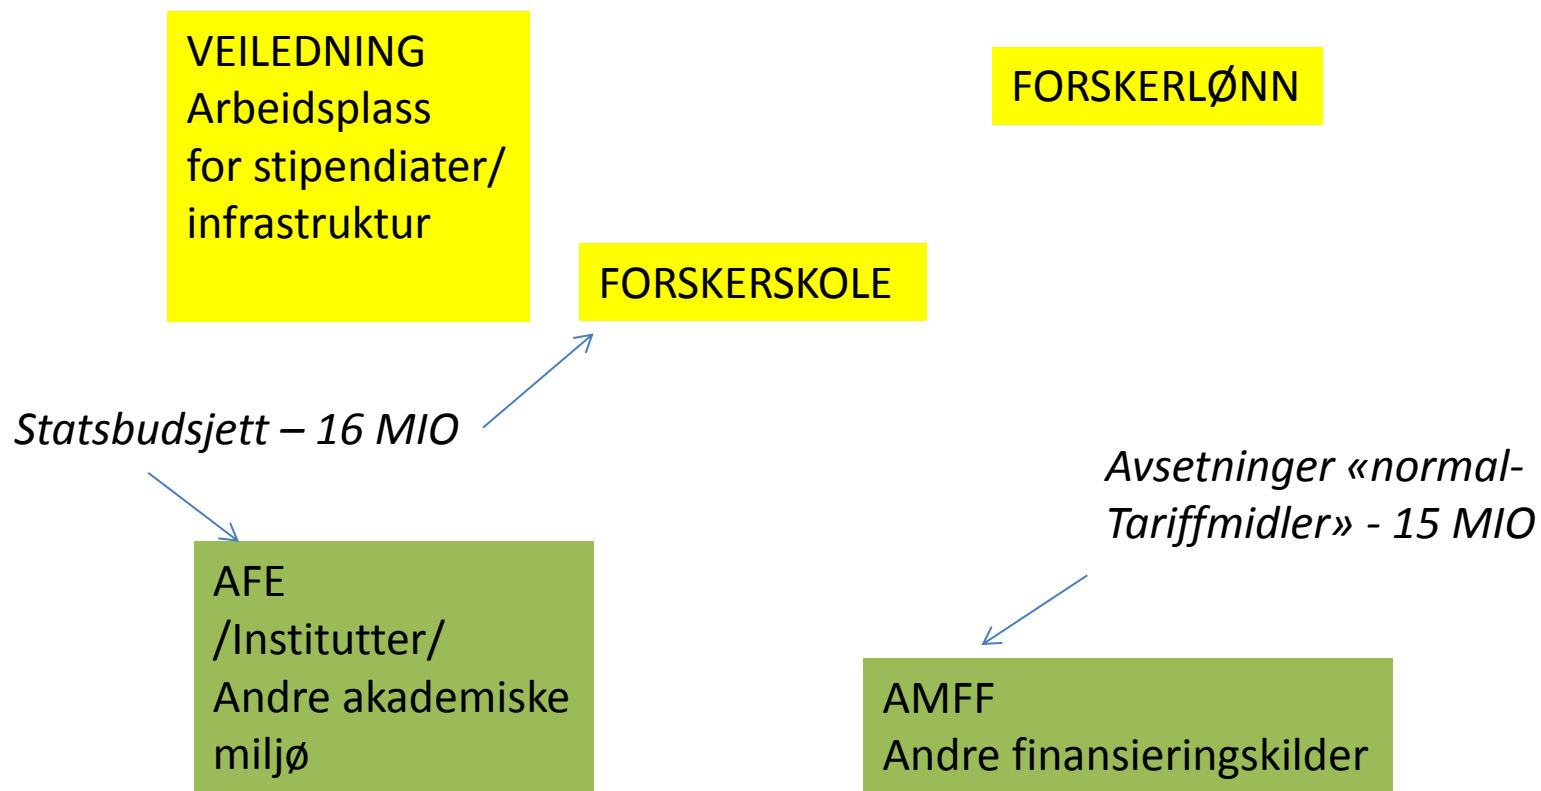 VEILEDNING
Arbeidsplass
for stipendiater/
infrastruktur
FORSKERLØNN
FORSKERSKOLE
Statsbudsjett – 16 MIO
Avsetninger «normal-
Tariffmidler» - 15 MIO
AFE
/Institutter/
Andre akademiske
miljø
AMFF
Andre finansieringskilder